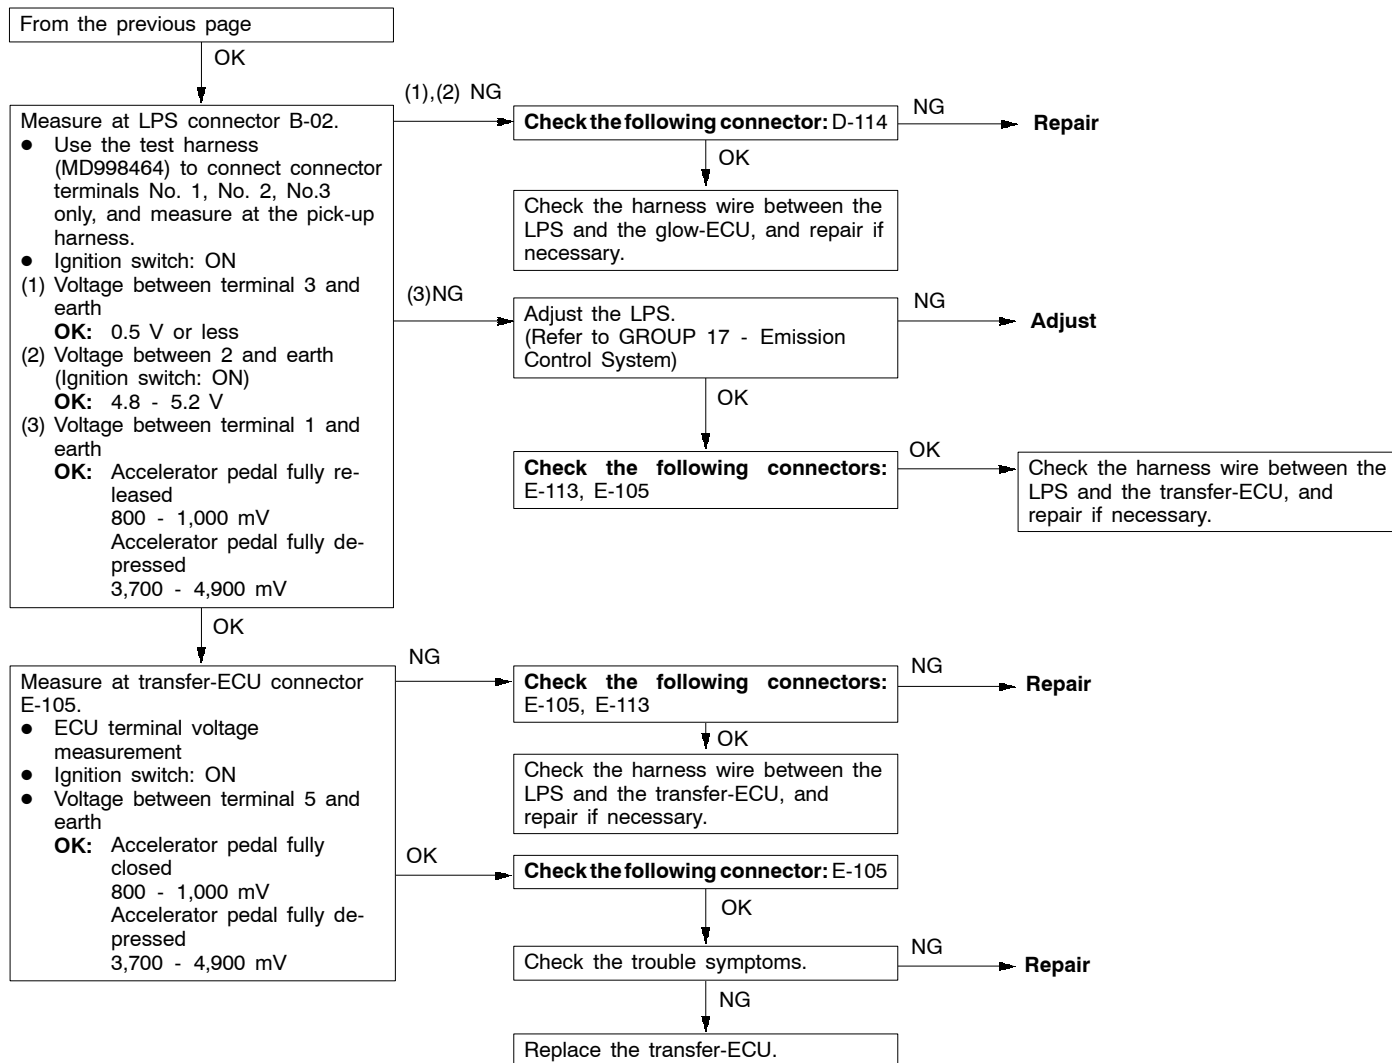 From the previous page
OK
Measure at LPS connector B-02.
● Use the test harness
(MD998464) to connect connector
terminals No. 1, No. 2, No.3
only, and measure at the pick-up
harness.
● Ignition switch: ON
(1) Voltage between terminal 3 and
earth
OK: 0.5 V or less
(2) Voltage between 2 and earth
(Ignition switch: ON)
OK: 4.8 - 5.2 V
(3) Voltage between terminal 1 and
earth
OK: Accelerator pedal fully re-
leased
800 - 1,000 mV
Accelerator pedal fully de-
pressed
3,700 - 4,900 mV
(1),(2) NG
Check the following connector: D-114
NG
Repair
OK
Check the harness wire between the
LPS and the glow-ECU, and repair if
necessary.
(3)NG
Adjust the LPS.
(Refer to GROUP 17 - Emission
Control System)
NG
Adjust
OK
Check the following connectors:
E-113, E-105
OK
Check the harness wire between the
LPS and the transfer-ECU, and
repair if necessary.
OK
Measure at transfer-ECU connector
E-105.
● ECU terminal voltage
measurement
● Ignition switch: ON
● Voltage between terminal 5 and
earth
OK: Accelerator pedal fully
closed
800 - 1,000 mV
Accelerator pedal fully de-
pressed
3,700 - 4,900 mV
NG
Check the following connectors:
E-105, E-113
NG
Repair
OK
Check the harness wire between the
LPS and the transfer-ECU, and
repair if necessary.
OK
Check the following connector: E-105
OK
Check the trouble symptoms.
NG
Repair
NG
Replace the transfer-ECU.